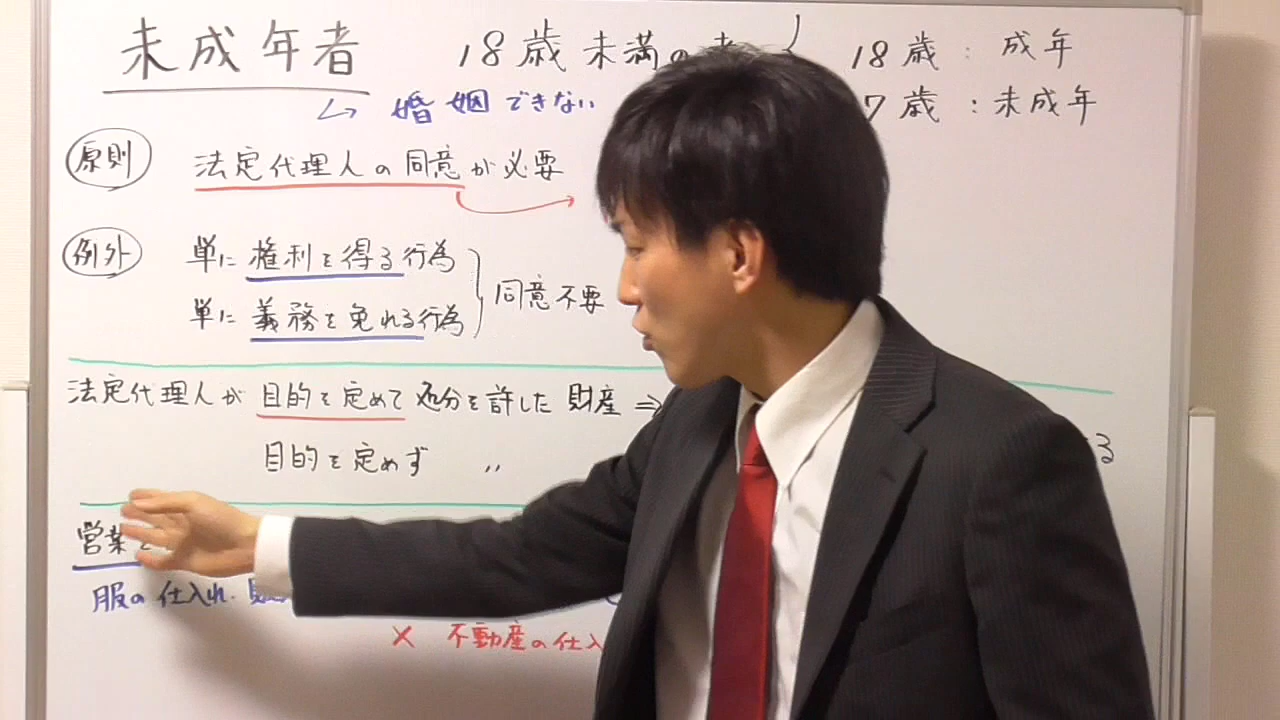 未成年者 18歳未満の者 18歳：成年
7歳：未成年
↳ 婚姻できない
原則 法定代理人の同意が必要
例外 単に権利を得る行為
単に義務を免れる行為
同意不要
法定代理人が目的を定めて処分を許した財産 ⇒
目的を定めず 〃
る
営業
服の仕入れ、
× 不動産の仕入